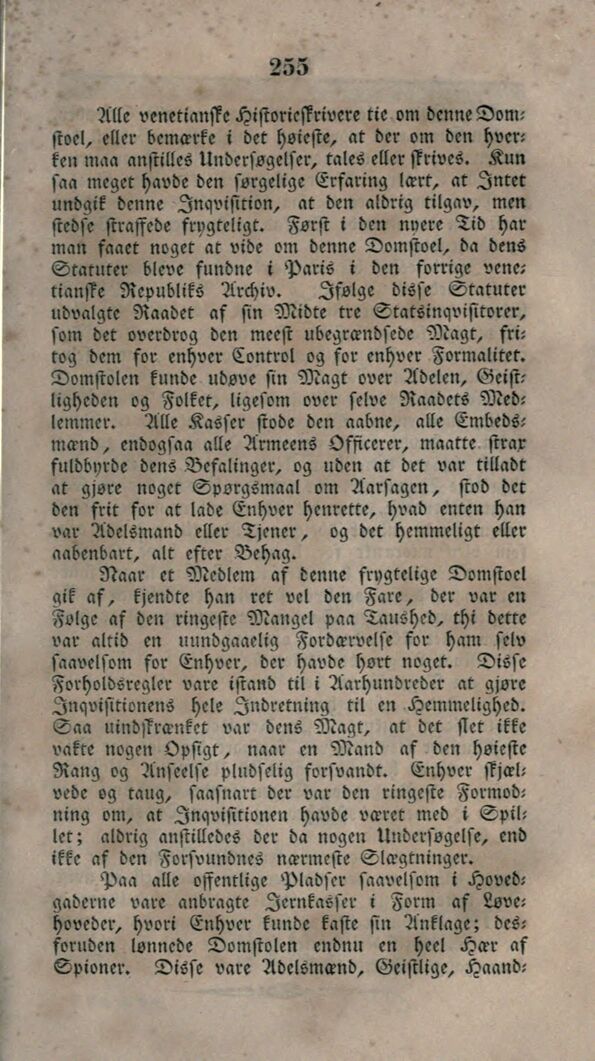 255
Alle venetianske Historieskrivere tie om denne Dom-
stoel, eller bemærke i det høieste, at der om den hver-
ken maa anstilles Undersøgelser, tales eller skrives. Kun
saa meget havde den sørgelige Erfaring lært, at Intet
undgik denne Inqvisition, at den aldrig tilgav, men
stedse straffede frygteligt. Først i den nyere Tid har
man faaet noget at vide om denne Domstoel, da dens
Statuter bleve fundne i Paris i den forrige vene-
tianske Republiks Archiv. Ifølge disse Statuter
udvalgte Raadet af sin Midte tre Statsinqvisitorer,
som det overdrog den meest ubegrændsede Magt, fri-
tog dem for enhver Control og for enhver Formalitet.
Domstolen kunde udøve sin Magt over Adelen, Geist-
ligheden og Folket, ligesom over selve Raadets Med-
lemmer. Alle Kasser stode den aabne, alle Embeds-
mænd, endogsaa alle Armeens Officerer, maatte strax
fuldbyrde dens Befalinger, og uden at det var tilladt
at gjøre noget Spørgsmaal om Aarsagen, stod det
den frit for at lade Enhver henrette, hvad enten han
var Adelsmand eller Tjener, og det hemmeligt eller
aabenbart, alt efter Behag.
Naar et Medlem af denne frygtelige Domstoel
gik af, kjendte han ret vel den Fare, der var en
Følge af den ringeste Mangel paa Taushed, thi dette
var altid en uundgaaelig Fordærvelse for ham selv
saavelsom for Enhver, der havde hørt noget. Disse
Forholdsregler vare istand til i Aarhundreder at gjøre
Inqvisitionens hele Indretning til en Hemmelighed.
Saa uindskrænket var dens Magt, at det slet ikke
vakte nogen Opsigt, naar en Mand af den høieste
Rang og Anseelse pludselig forsvandt. Enhver skjæl-
vede og taug, saasnart der var den ringeste Formod-
ning om, at Inqvisitionen havde været med i Spil-
let; aldrig anstilledes der da nogen Undersøgelse, end
ikke af den Forsvundnes nærmeste Slægtninger.
Paa alle offentlige Pladser saavelsom i Hoved-
gaderne vare anbragte Jernkasser i Form af Løve-
hoveder, hvori Enhver kunde kaste sin Anklage; des-
foruden lønnede Domstolen endnu en heel Hær af
Spioner. Disse vare Adelsmænd, Geistlige, Haand-